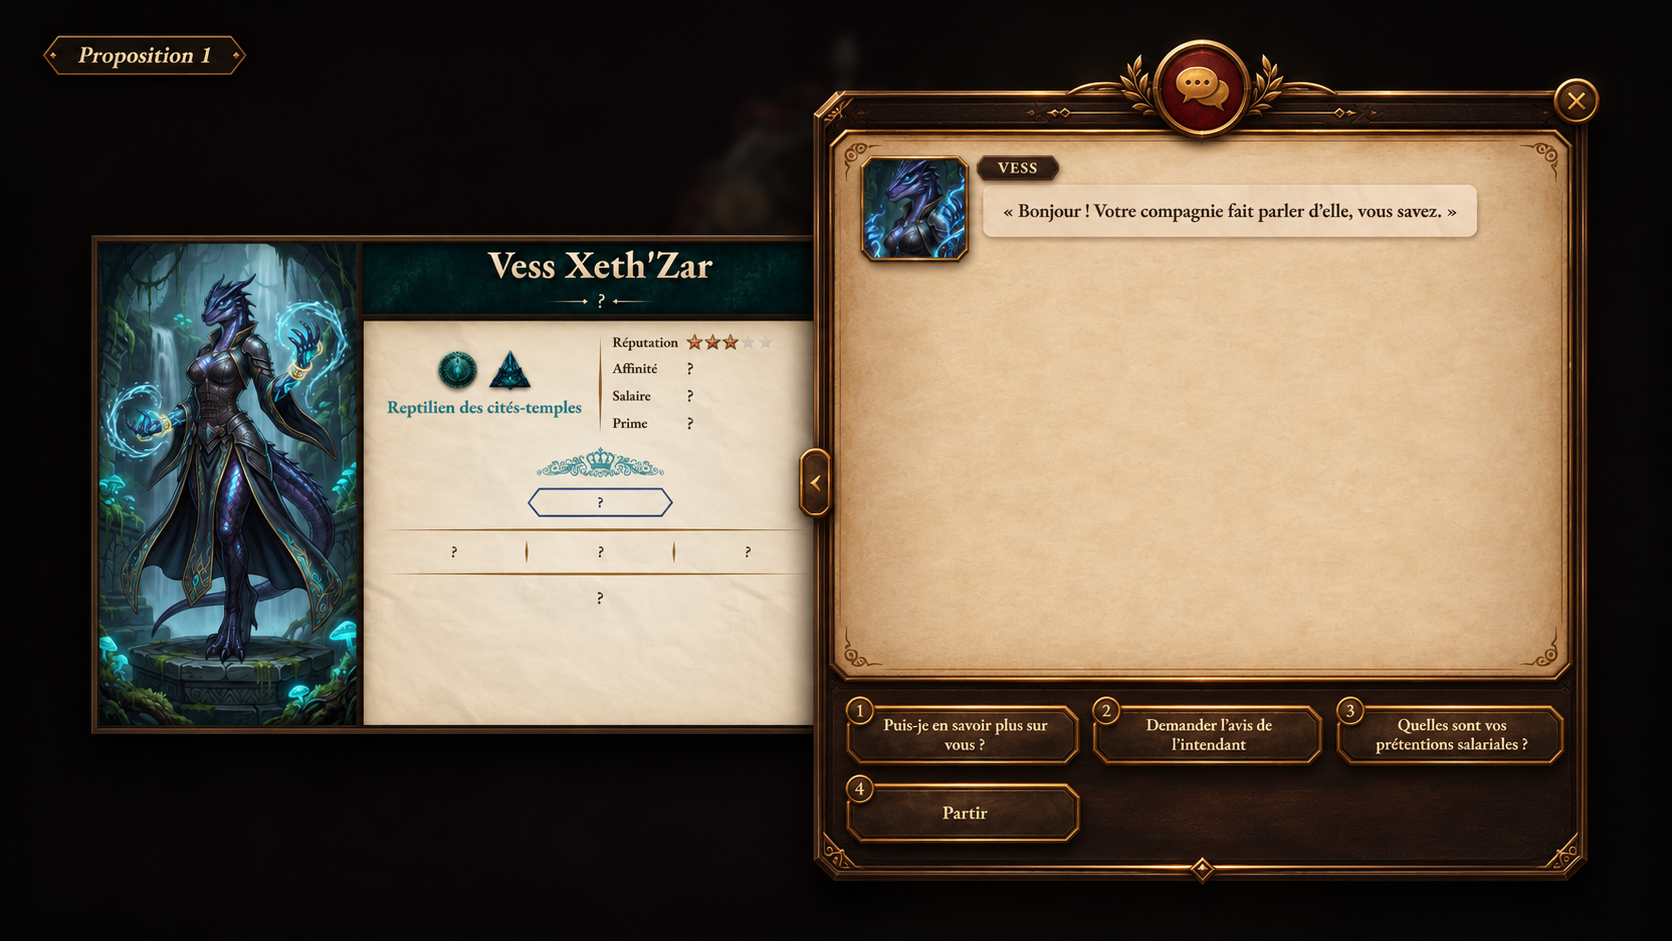 Proposition 1
Vess Xeth'Zar
?
Reptilien des cités-temples
Réputation
Affinité ?
Salaire ?
Prime ?
?
? ? ?
?
VESS
« Bonjour ! Votre compagnie fait parler d’elle, vous savez. »
1
Puis-je en savoir plus sur
vous ?
2
Demander l’avis de
l’intendant
3
Quelles sont vos
prétentions salariales ?
4
Partir